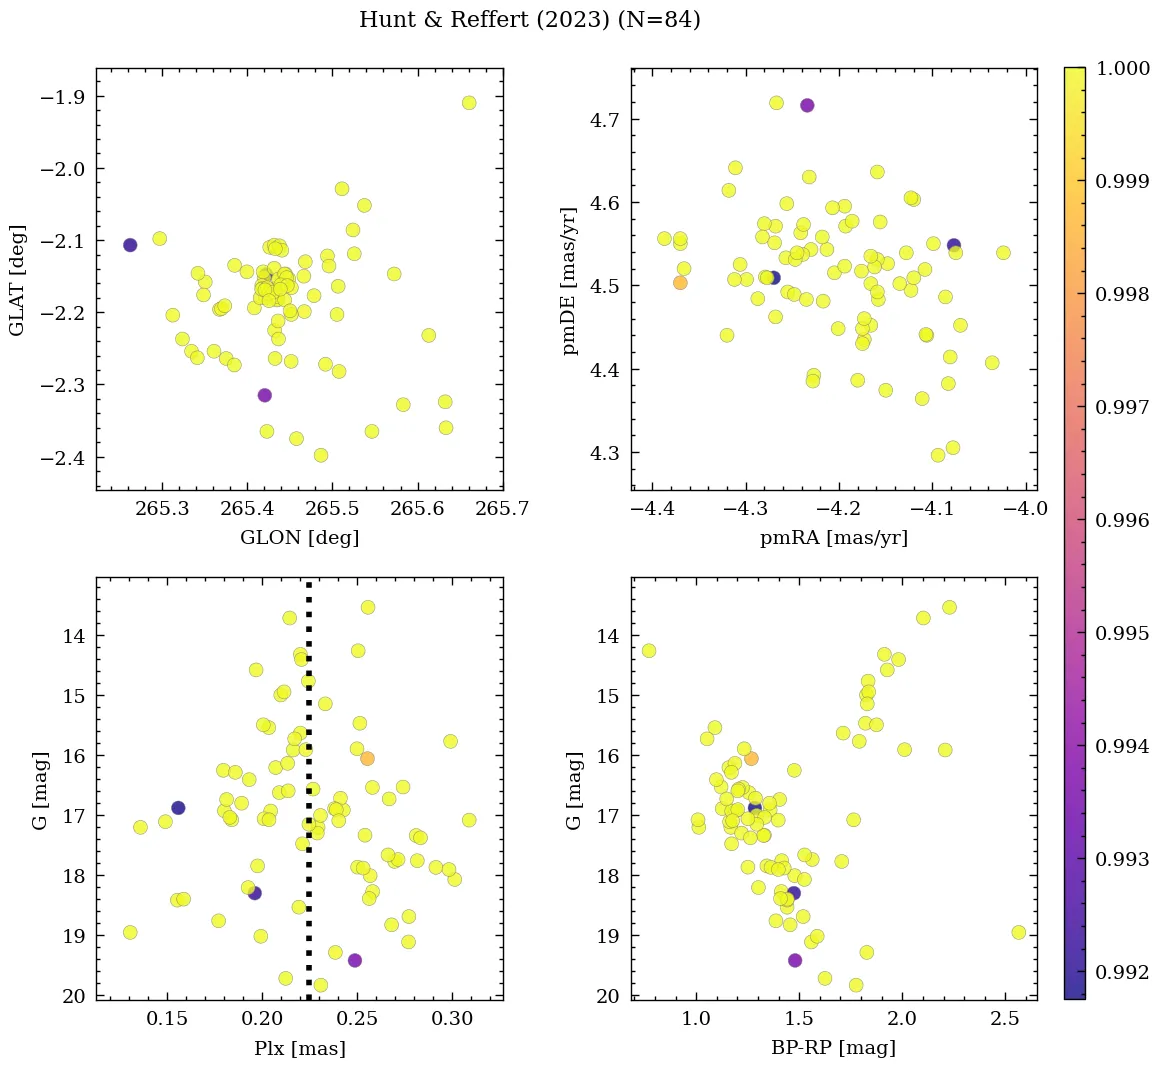 Hunt & Reffert (2023) (N=84)
−1.9
−2.0
−2.1
−2.2
−2.3
−2.4
GLAT [deg]
265.3 265.4 265.5 265.6 265.7
GLON [deg]
4.7
4.6
4.5
4.4
4.3
pmDE [mas/yr]
−4.4 −4.3 −4.2 −4.1 −4.0
pmRA [mas/yr]
14
15
16
17
18
19
20
G [mag]
0.15 0.20 0.25 0.30
Plx [mas]
14
15
16
17
18
19
20
G [mag]
1.0 1.5 2.0 2.5
BP-RP [mag]
1.000
0.999
0.998
0.997
0.996
0.995
0.994
0.993
0.992